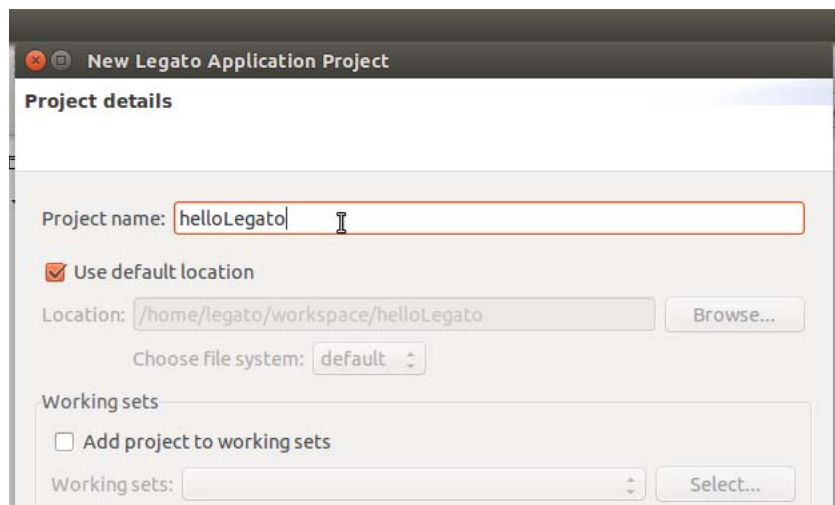 New Legato Application Project
Project details
Project name: helloLegato
Use default location
Location: /home/legato/workspace/helloLegato Browse...
Choose file system: default
Working sets
Add project to working sets
Working sets: Select...